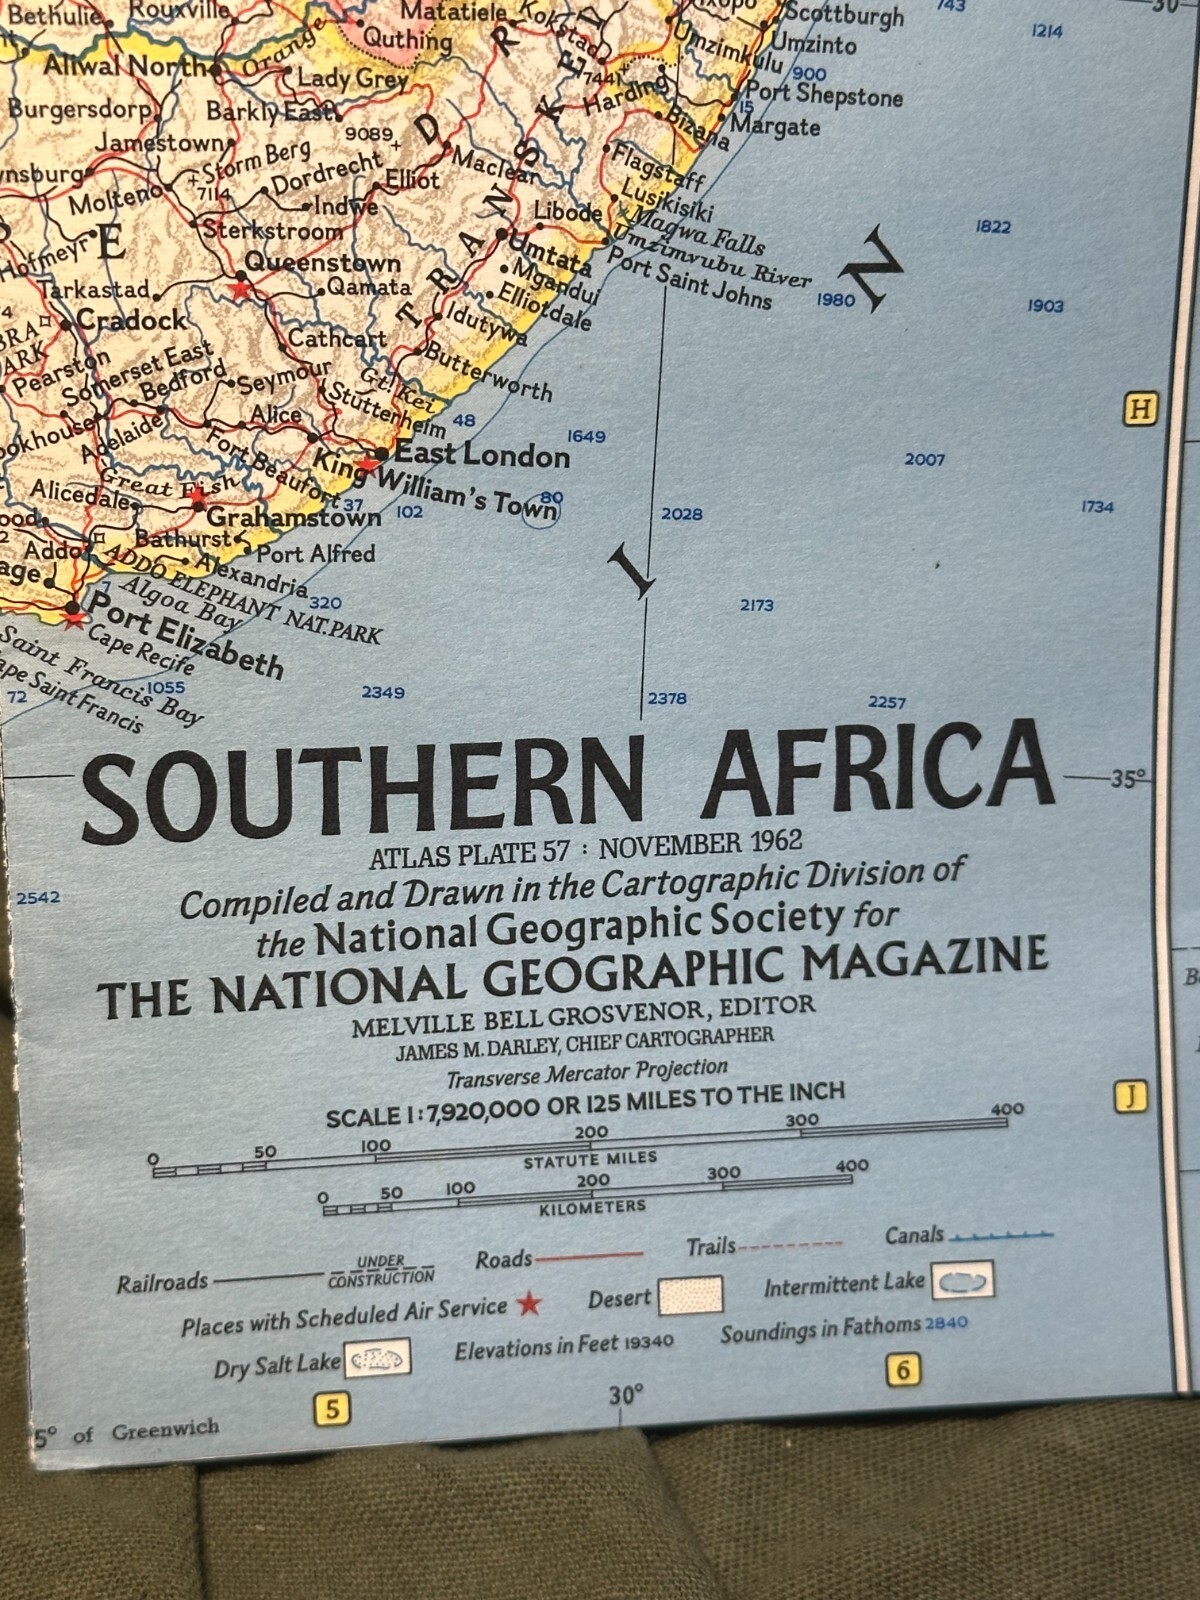 Bethulie
Rouxville
Matatiele
Kokstad
Scottburgh
743
30°
1214
Quthing
Umzimkulu
Umzinto
Aliwal North
Orange
Lady Grey
7441
900
Harding
Port Shepstone
15
Burgersdorp
Barkly East
Bizana
Margate
9089
D R
Jamestown
Maclear
Flagstaff
Storm Berg
7114
Dordrecht
Elliot
Molteno
Indwe
Lusikisiki
Libode
Magwa Falls
Sterkstroom
1822
Hofmeyr
E
Umtata
Umzimvubu River
Port Saint Johns
Queenstown
Mgandui
N
1980
1903
Tarkastad
Qamata
Elliotdale
TRANSKEI
Cradock
Idutywa
Cathcart
Pearston
Somerset East
Bedford
Seymour
Butterworth
Gt. Kei
Stutterheim
H
Alice
48
1649
Adelaide
Fort Beaufort
East London
2007
King William's Town
Great Fish
Alicedale
37
102
80
2028
1734
Grahamstown
Bathurst
Port Alfred
Addo
I
ADDO ELEPHANT NAT. PARK
Alexandria
320
2173
Algoa Bay
Port Elizabeth
Cape Recife
Saint Francis Bay
ape Saint Francis
72
1055
2349
2378
2257
SOUTHERN AFRICA
35°
ATLAS PLATE 57 : NOVEMBER 1962
2542
Compiled and Drawn in the Cartographic Division of
the National Geographic Society for
THE NATIONAL GEOGRAPHIC MAGAZINE
MELVILLE BELL GROSVENOR, EDITOR
JAMES M. DARLEY, CHIEF CARTOGRAPHER
Transverse Mercator Projection
SCALE 1:7,920,000 OR 125 MILES TO THE INCH
J
0 50 100 200 300 400
STATUTE MILES
0 50 100 200 300 400
KILOMETERS
Railroads UNDER CONSTRUCTION Roads Trails Canals
Places with Scheduled Air Service Desert Intermittent Lake
Dry Salt Lake Elevations in Feet 19340 Soundings in Fathoms 2840
5 30° 6
5° of Greenwich